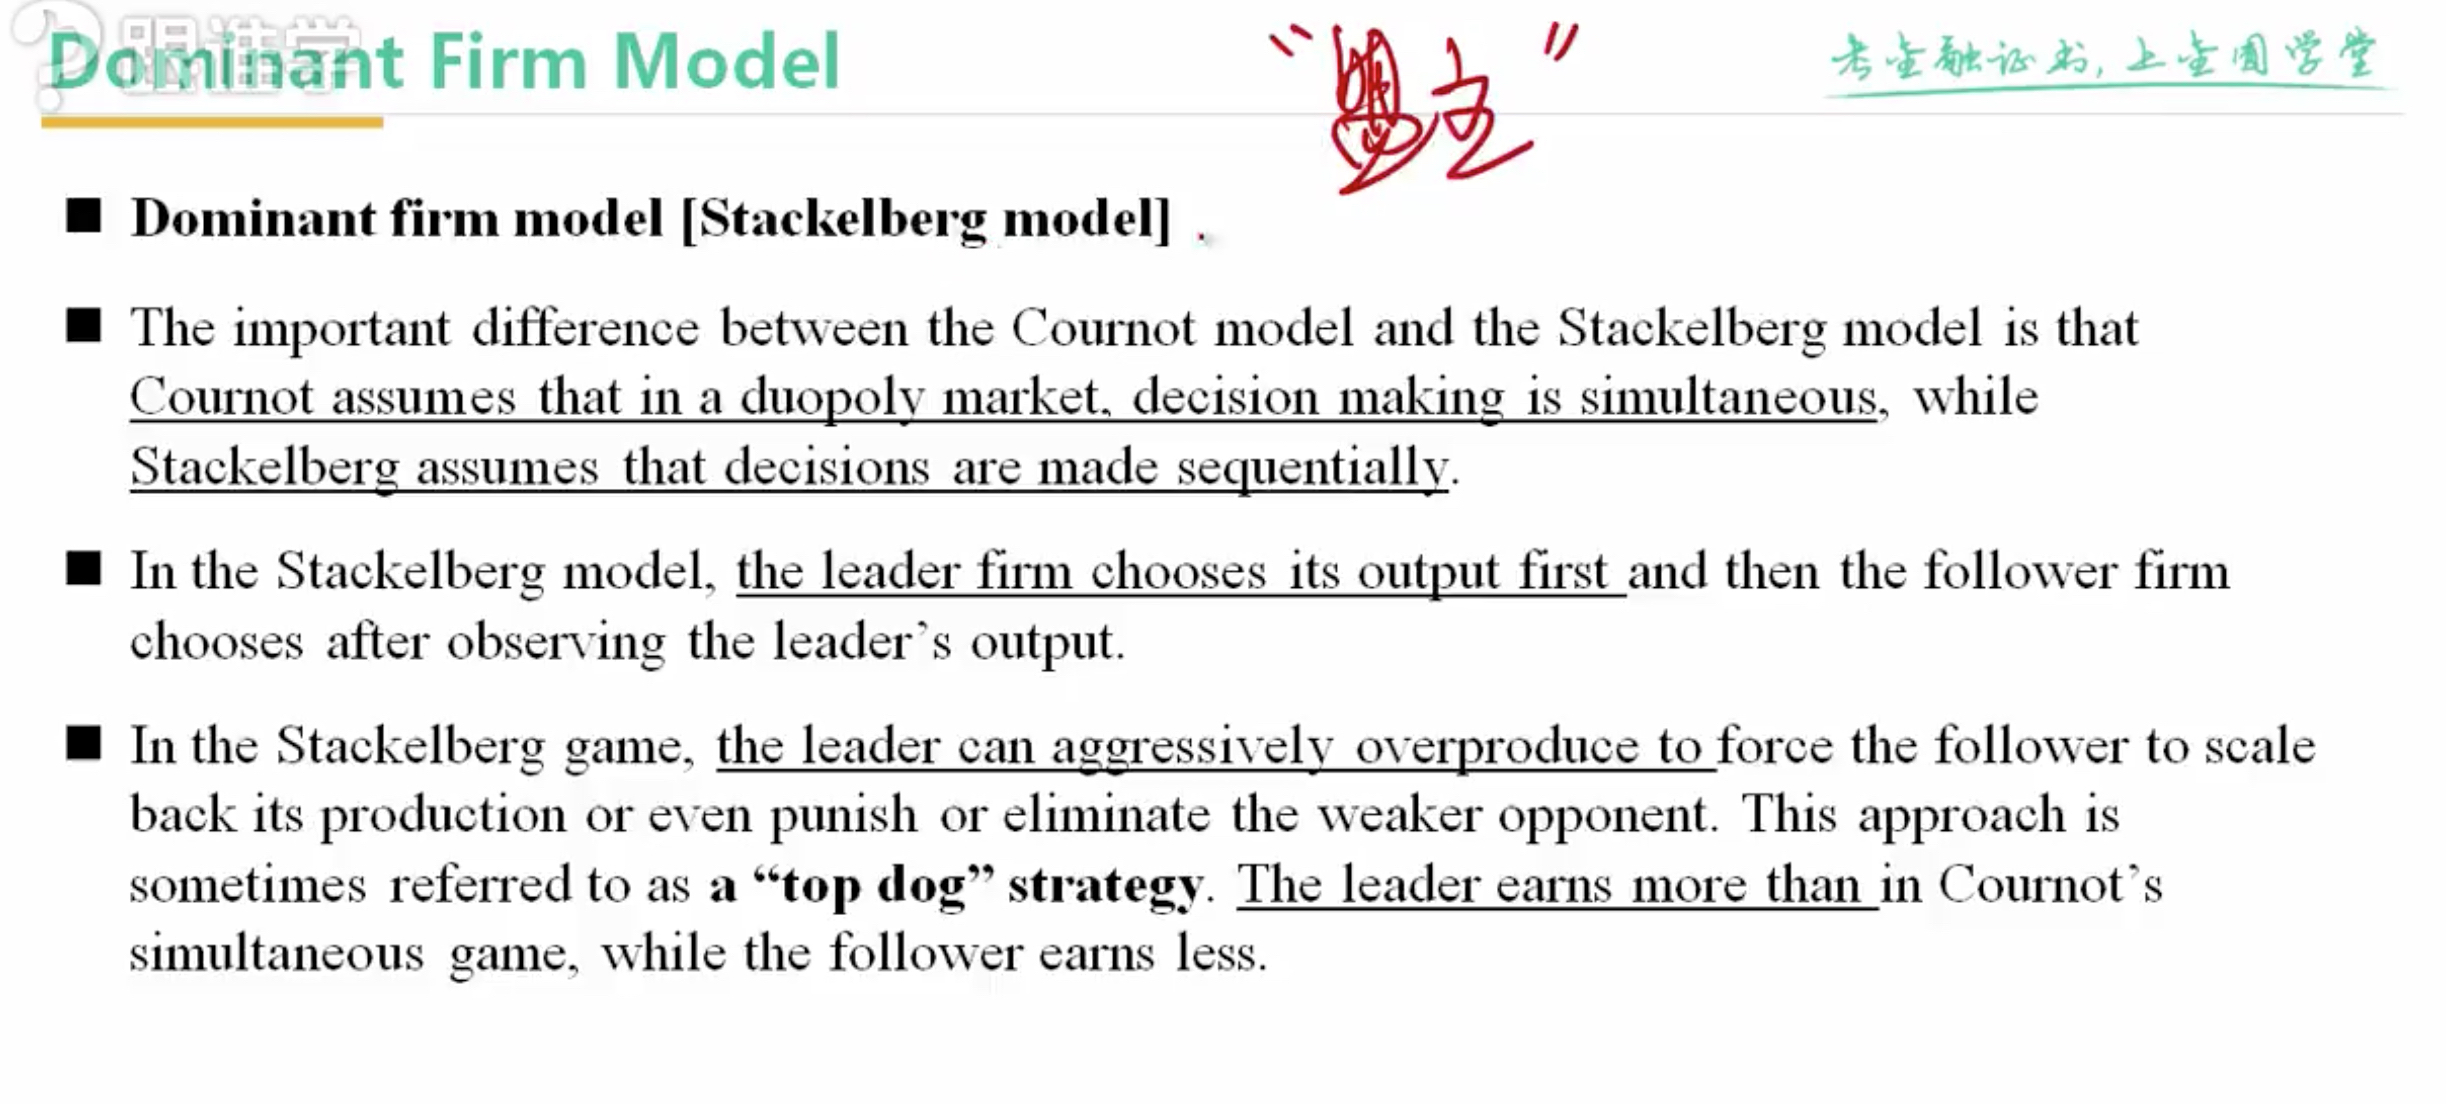 跟谁学
Dominant Firm Model
“盟主”
考金融证书，上金圆学堂
■ Dominant firm model [Stackelberg model] .
■ The important difference between the Cournot model and the Stackelberg model is that
Cournot assumes that in a duopoly market, decision making is simultaneous, while
Stackelberg assumes that decisions are made sequentially.
■ In the Stackelberg model, the leader firm chooses its output first and then the follower firm
chooses after observing the leader’s output.
■ In the Stackelberg game, the leader can aggressively overproduce to force the follower to scale
back its production or even punish or eliminate the weaker opponent. This approach is
sometimes referred to as a “top dog” strategy. The leader earns more than in Cournot’s
simultaneous game, while the follower earns less.